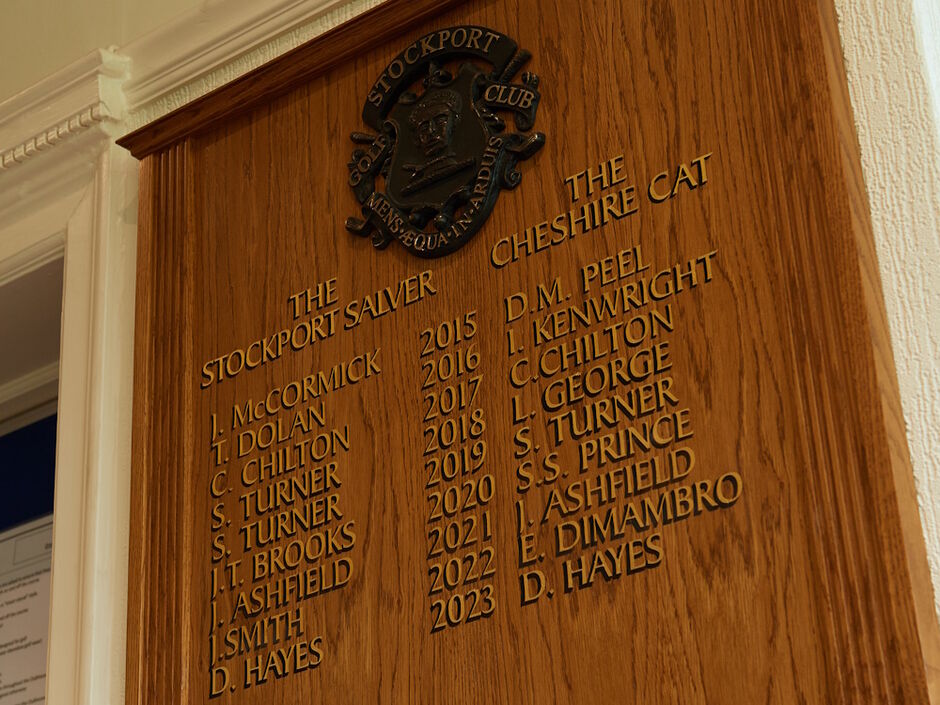 STOCKPORT
GOLF CLUB
MENS·ÆQUA·IN·ARDUIS
THE
STOCKPORT SALVER
THE
CHESHIRE CAT
J. McCORMICK 2015 D.M. PEEL
T. DOLAN 2016 I. KENWRIGHT
C. CHILTON 2017 C.CHILTON
S. TURNER 2018 L. GEORGE
S. TURNER 2019 S. TURNER
J.T. BROOKS 2020 S.S. PRINCE
J. ASHFIELD 2021 J. ASHFIELD
J.SMITH 2022 E. DIMAMBRO
D. HAYES 2023 D. HAYES